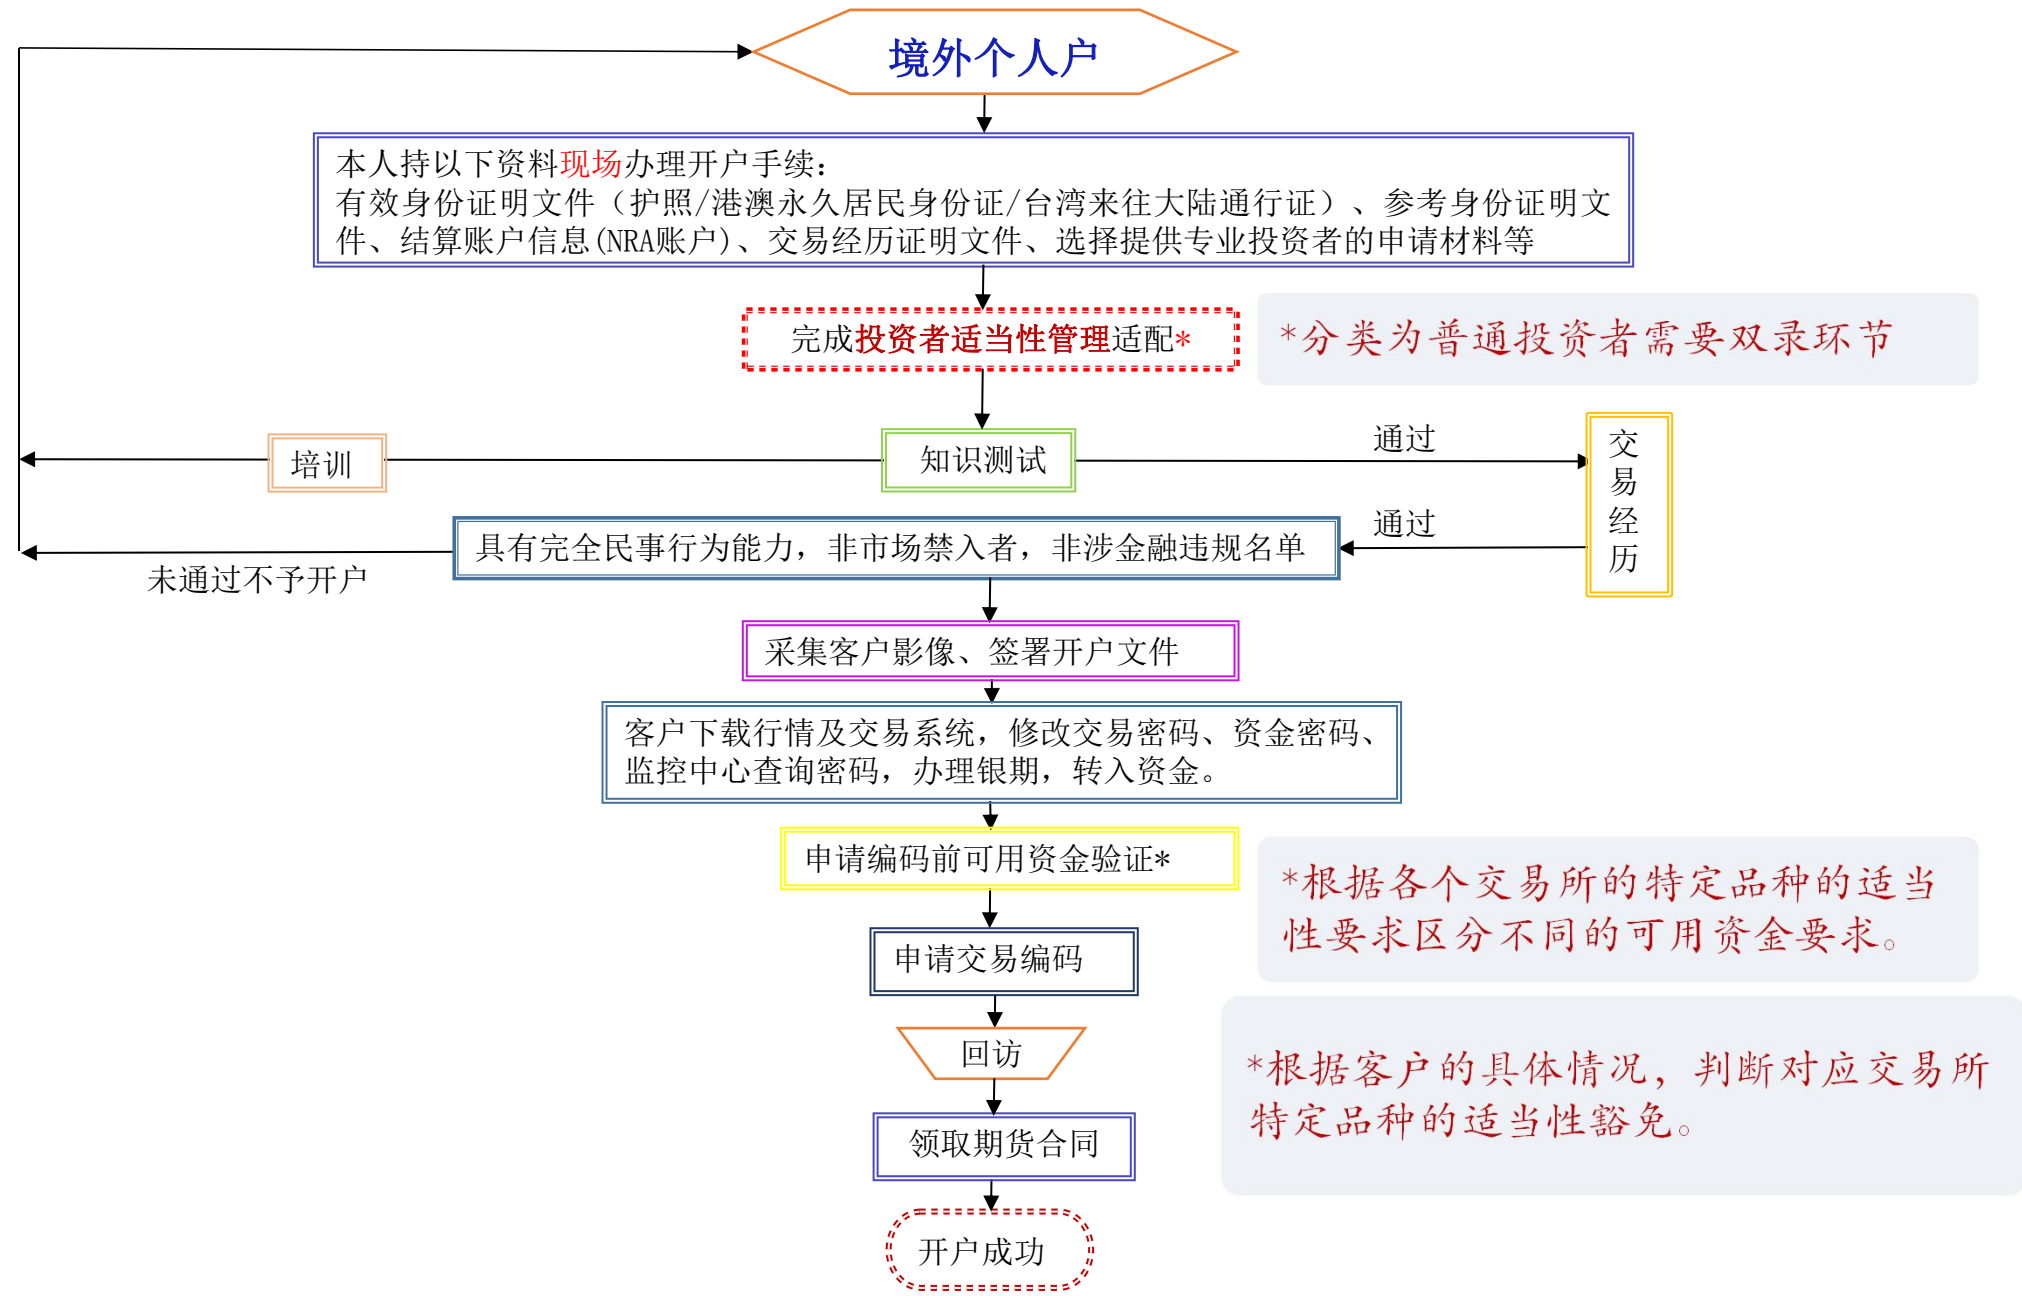 境外个人户
本人持以下资料现场办理开户手续：
有效身份证明文件（护照/港澳永久居民身份证/台湾来往大陆通行证）、参考身份证明文
件、结算账户信息(NRA账户)、交易经历证明文件、选择提供专业投资者的申请材料等
完成投资者适当性管理适配*
*分类为普通投资者需要双录环节
培训
知识测试
通过
交
易
经
历
通过
具有完全民事行为能力，非市场禁入者，非涉金融违规名单
未通过不予开户
采集客户影像、签署开户文件
客户下载行情及交易系统，修改交易密码、资金密码、
监控中心查询密码，办理银期，转入资金。
申请编码前可用资金验证*
*根据各个交易所的特定品种的适当
性要求区分不同的可用资金要求。
申请交易编码
回访
*根据客户的具体情况，判断对应交易所
特定品种的适当性豁免。
领取期货合同
开户成功